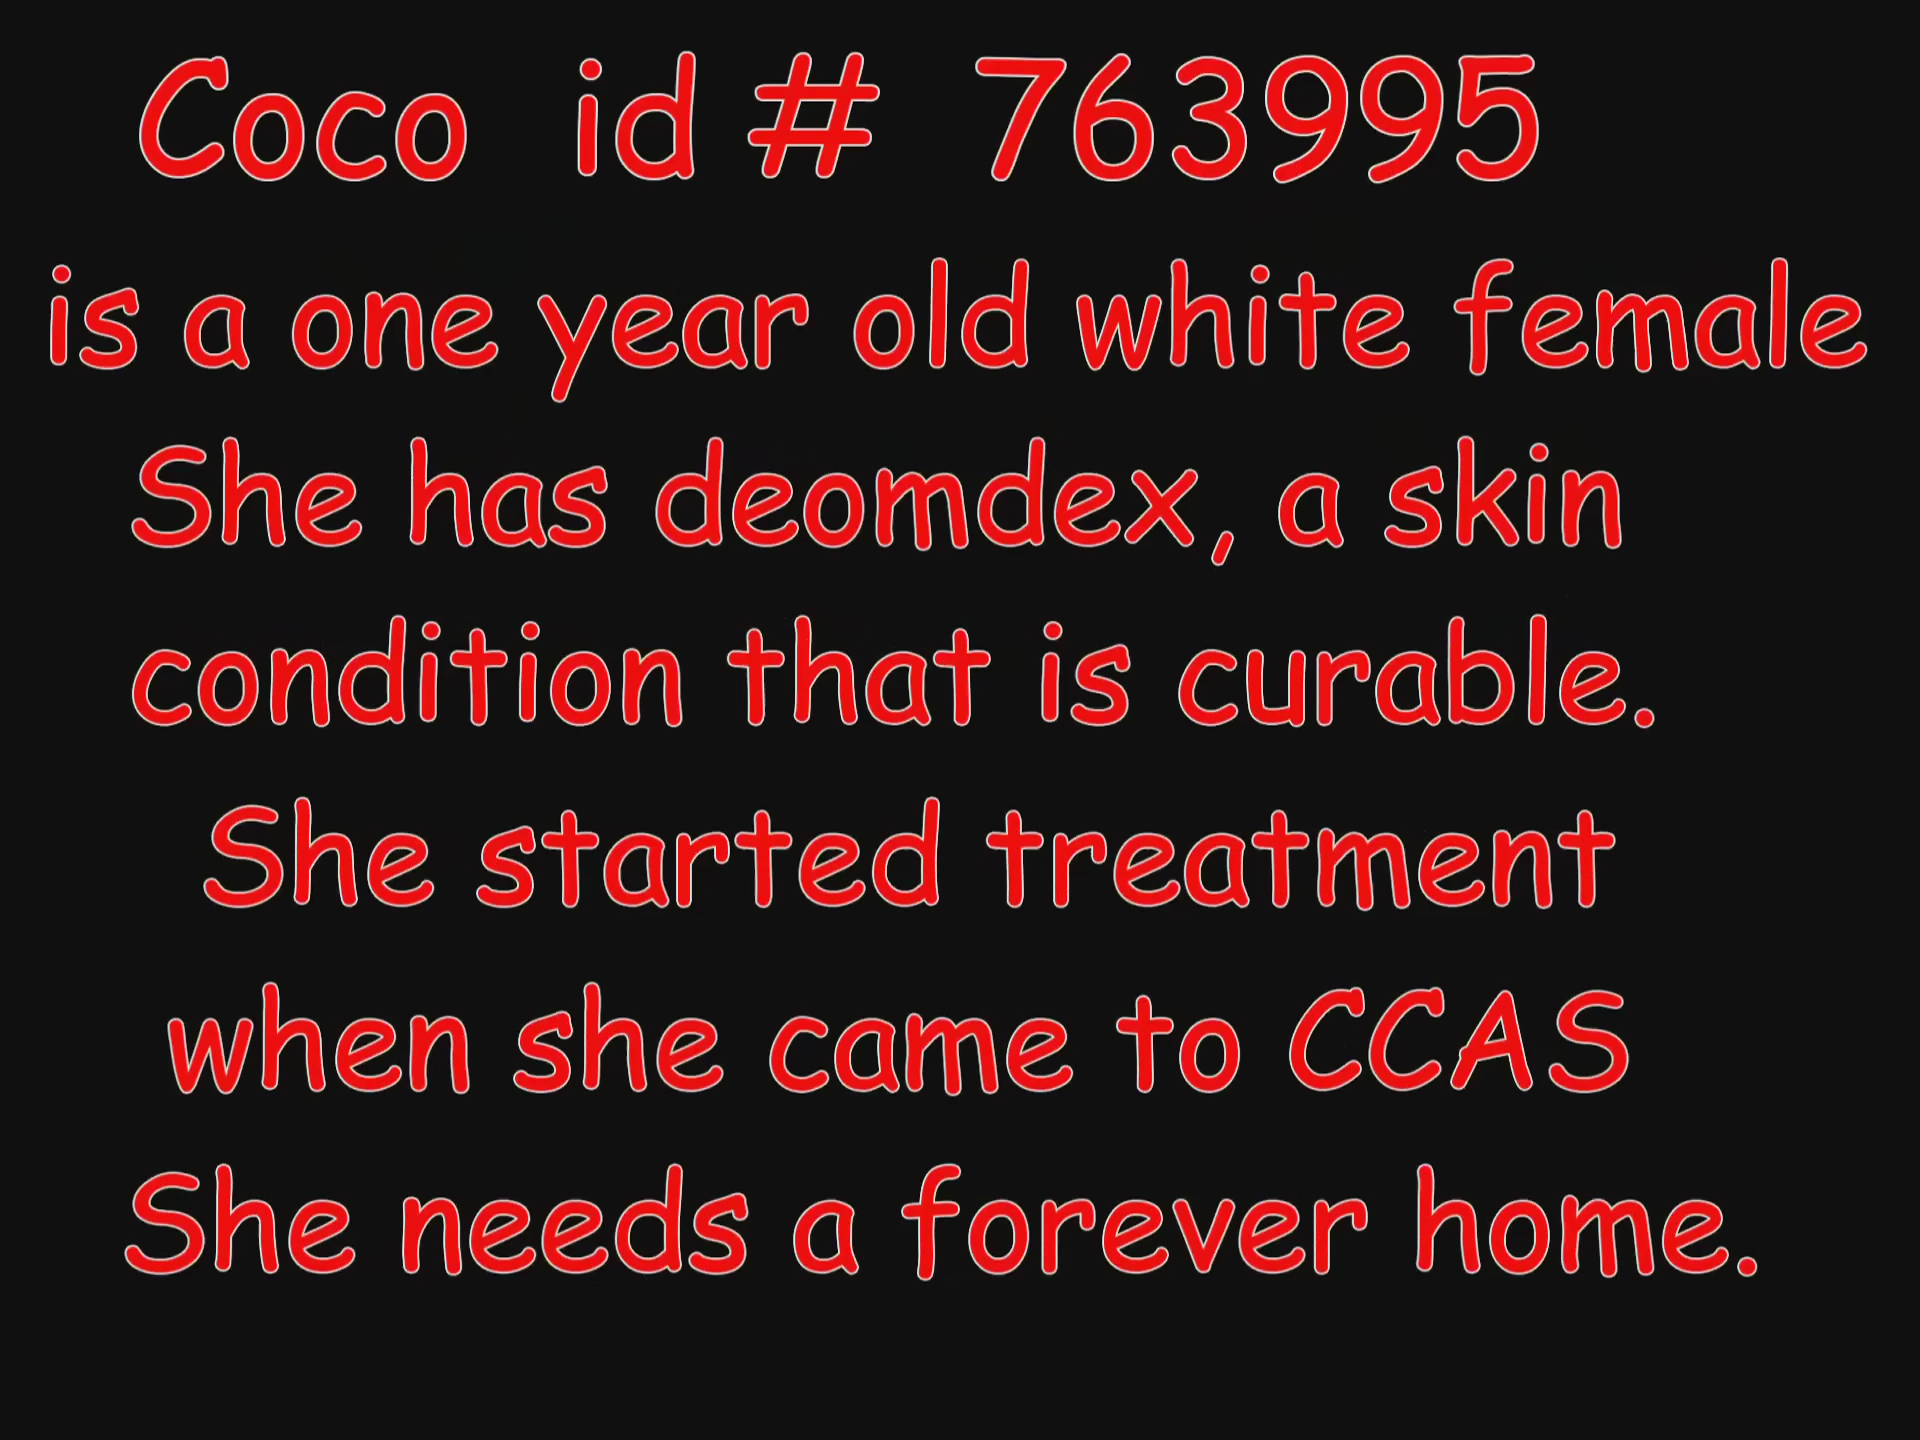 Coco id # 763995
is a one year old white female
She has deomdex, a skin
condition that is curable.
She started treatment
when she came to CCAS
She needs a forever home.